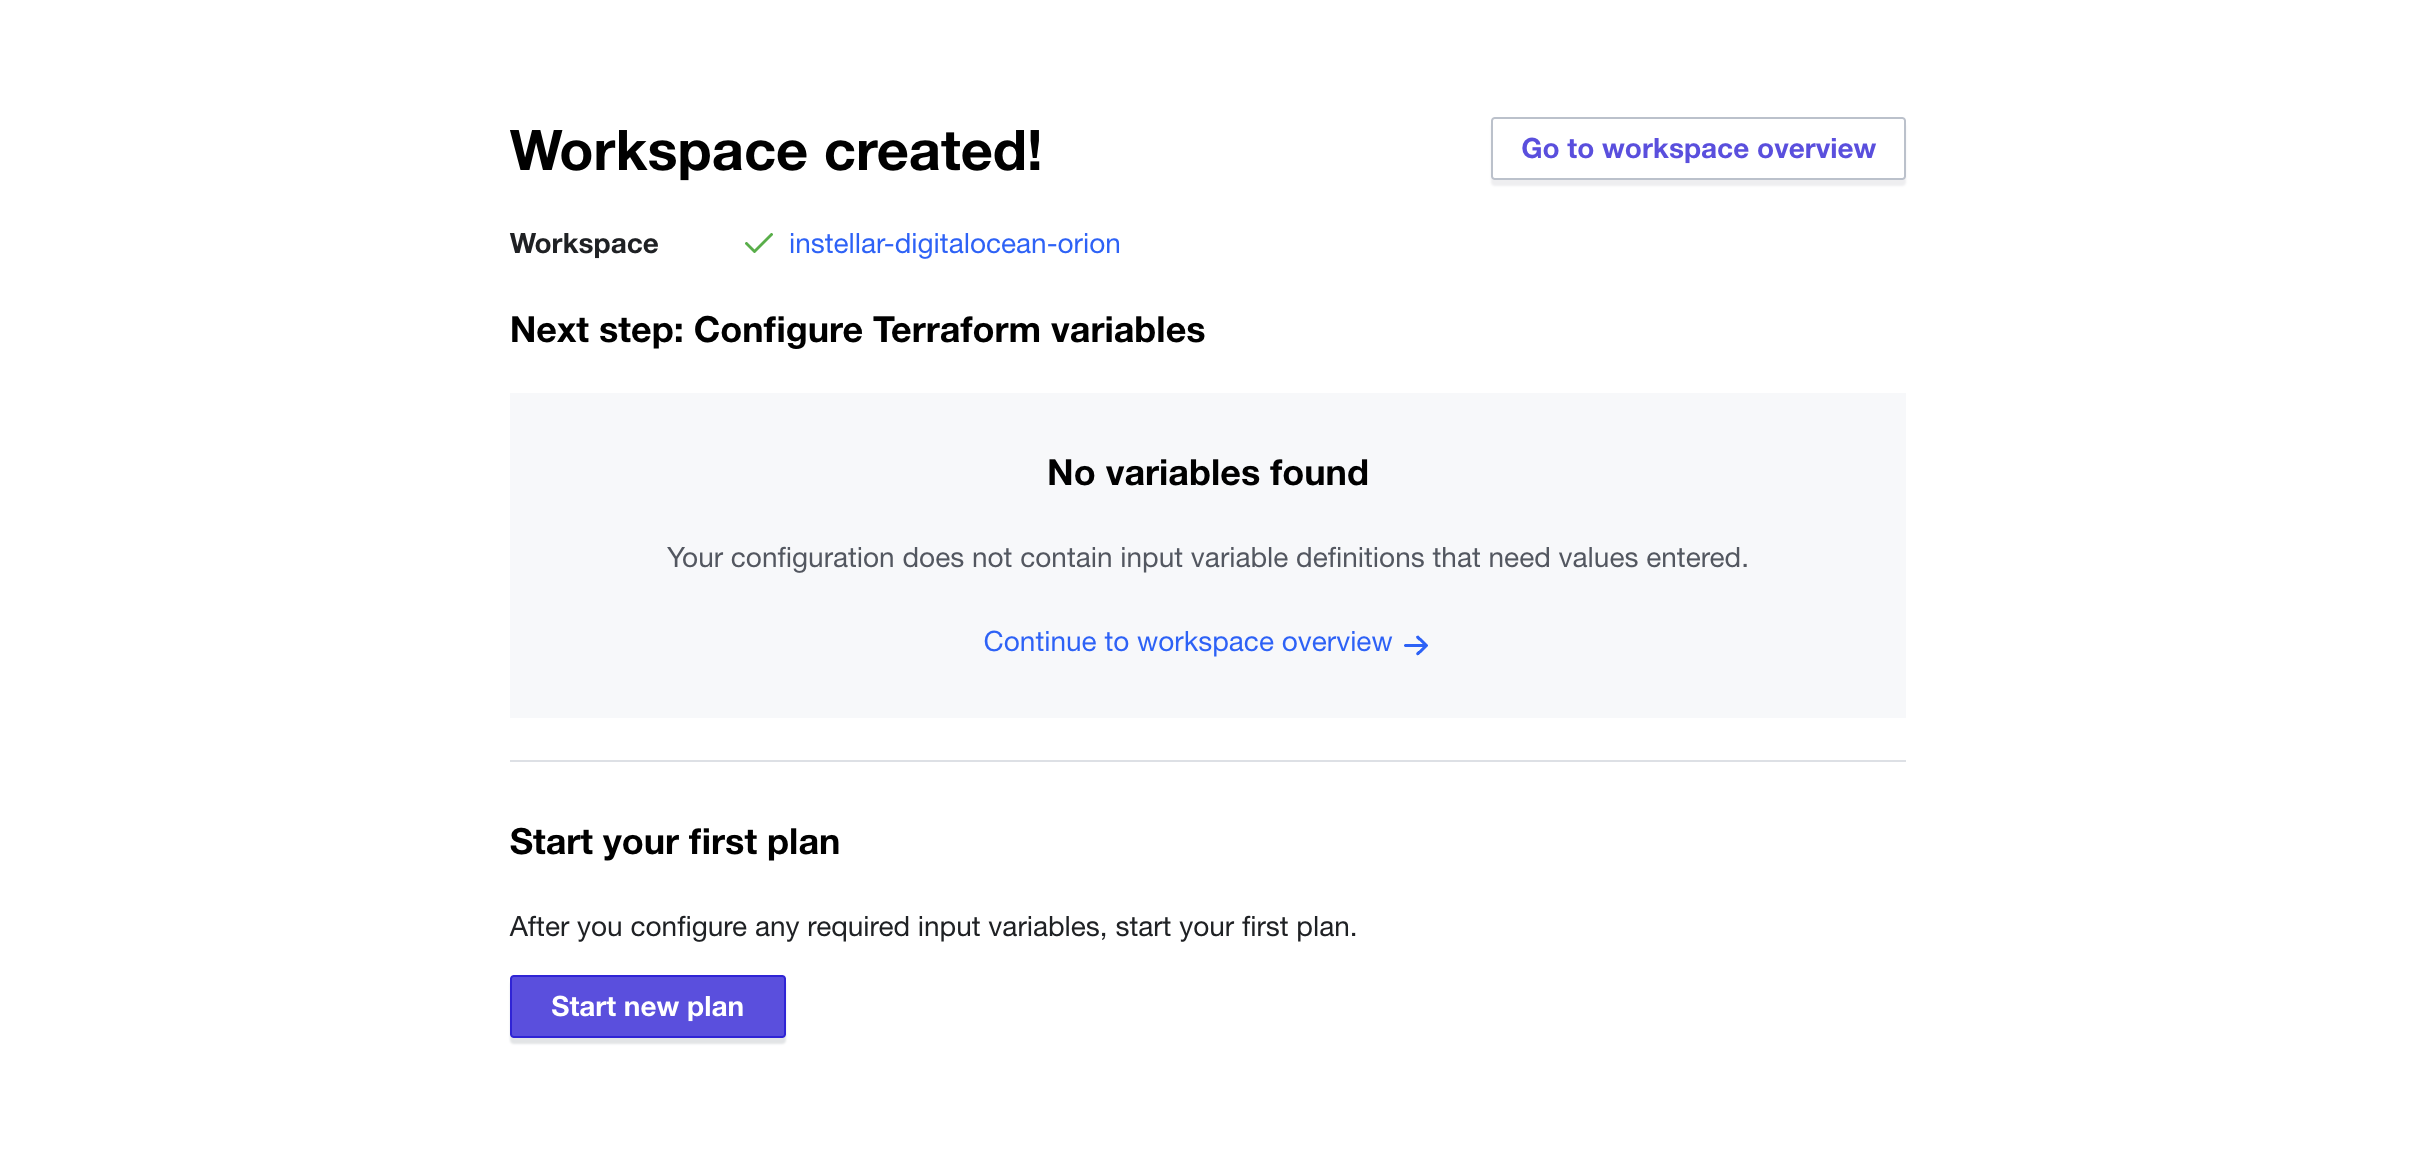 Workspace created!
Go to workspace overview
Workspace
instellar-digitalocean-orion
Next step: Configure Terraform variables
No variables found
Your configuration does not contain input variable definitions that need values entered.
Continue to workspace overview
Start your first plan
After you configure any required input variables, start your first plan.
Start new plan